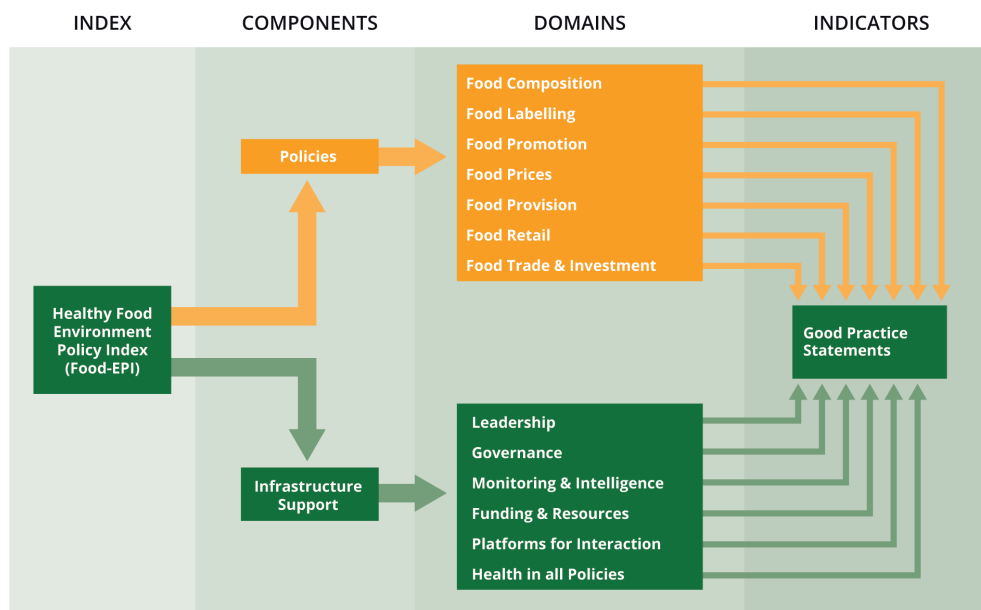 INDEX
COMPONENTS
DOMAINS
INDICATORS
Food Composition
Food Labelling
Food Promotion
Food Prices
Food Provision
Food Retail
Food Trade & Investment
Policies
Healthy Food
Environment
Policy Index
(Food-EPI)
Good Practice
Statements
Infrastructure
Support
Leadership
Governance
Monitoring & Intelligence
Funding & Resources
Platforms for Interaction
Health in all Policies